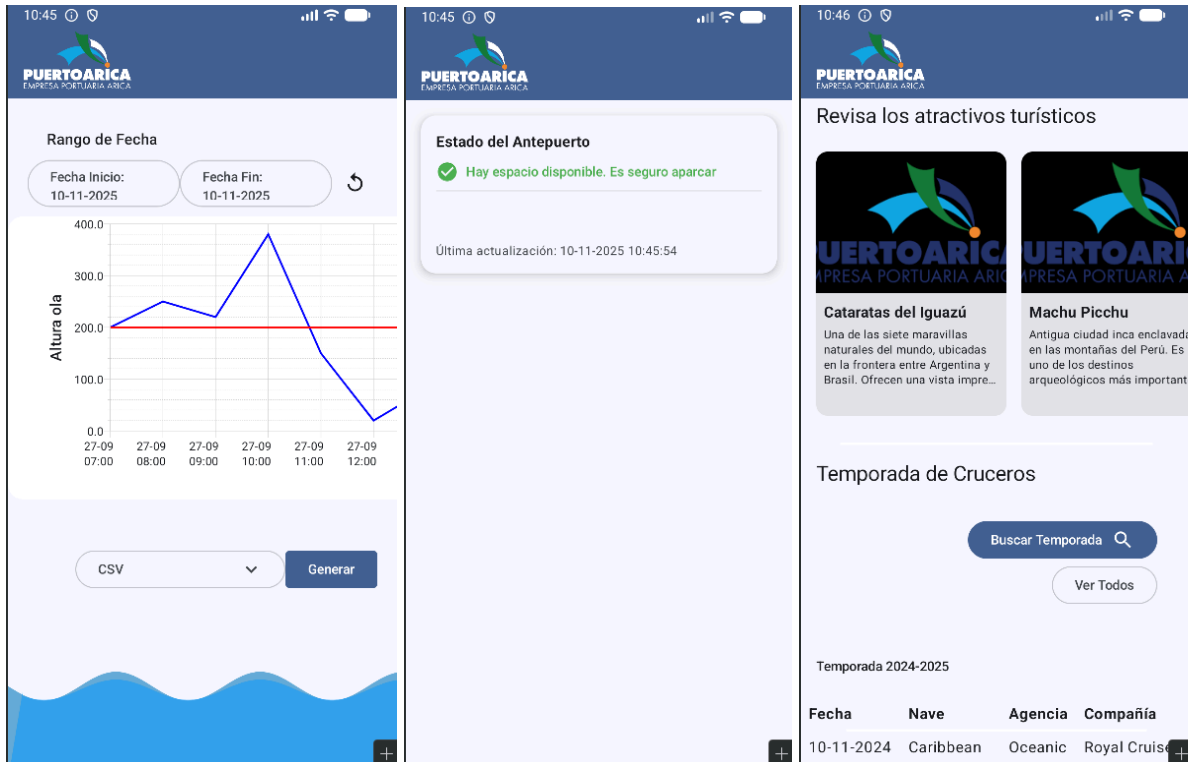 10:45
PUERTOARICA
EMPRESA PORTUARIA ARICA
Rango de Fecha
Fecha Inicio:
10-11-2025
Fecha Fin:
10-11-2025
Altura ola
400.0
300.0
200.0
100.0
0.0
27-09 27-09 27-09 27-09 27-09 27-09
07:00 08:00 09:00 10:00 11:00 12:00
CSV
Generar
10:45
PUERTOARICA
EMPRESA PORTUARIA ARICA
Estado del Antepuerto
Hay espacio disponible. Es seguro aparcar
Última actualización: 10-11-2025 10:45:54
10:46
PUERTOARICA
EMPRESA PORTUARIA ARICA
Revisa los atractivos turísticos
UERTOARICA
MPRESA PORTUARIA ARIC
Cataratas del Iguazú
Una de las siete maravillas
naturales del mundo, ubicadas
en la frontera entre Argentina y
Brasil. Ofrecen una vista impre...
UERTOARI
MPRESA PORTUARIA A
Machu Picchu
Antigua ciudad inca enclavada
en las montañas del Perú. Es
uno de los destinos
arqueológicos más important
Temporada de Cruceros
Buscar Temporada
Ver Todos
Temporada 2024-2025
Fecha Nave Agencia Compañía
10-11-2024 Caribbean Oceanic Royal Cruise